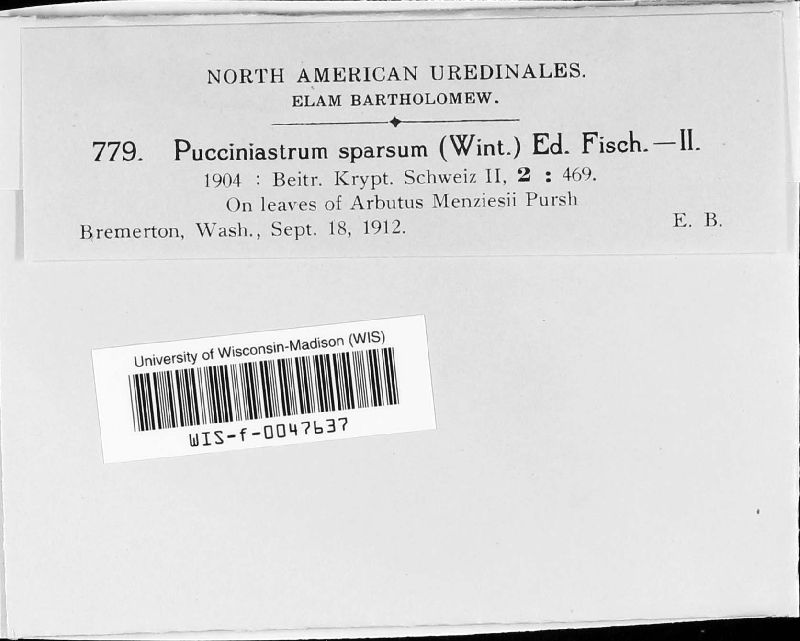 NORTH AMERICAN UREDINALES.
ELAM BARTHOLOMEW.
779. Pucciniastrum sparsum (Wint.) Ed. Fisch.—II.
1904 : Beitr. Krypt. Schweiz II, 2 : 469.
On leaves of Arbutus Menziesii Pursh
Bremerton, Wash., Sept. 18, 1912. E. B.
University of Wisconsin-Madison (WIS)
WIS-f-0047637